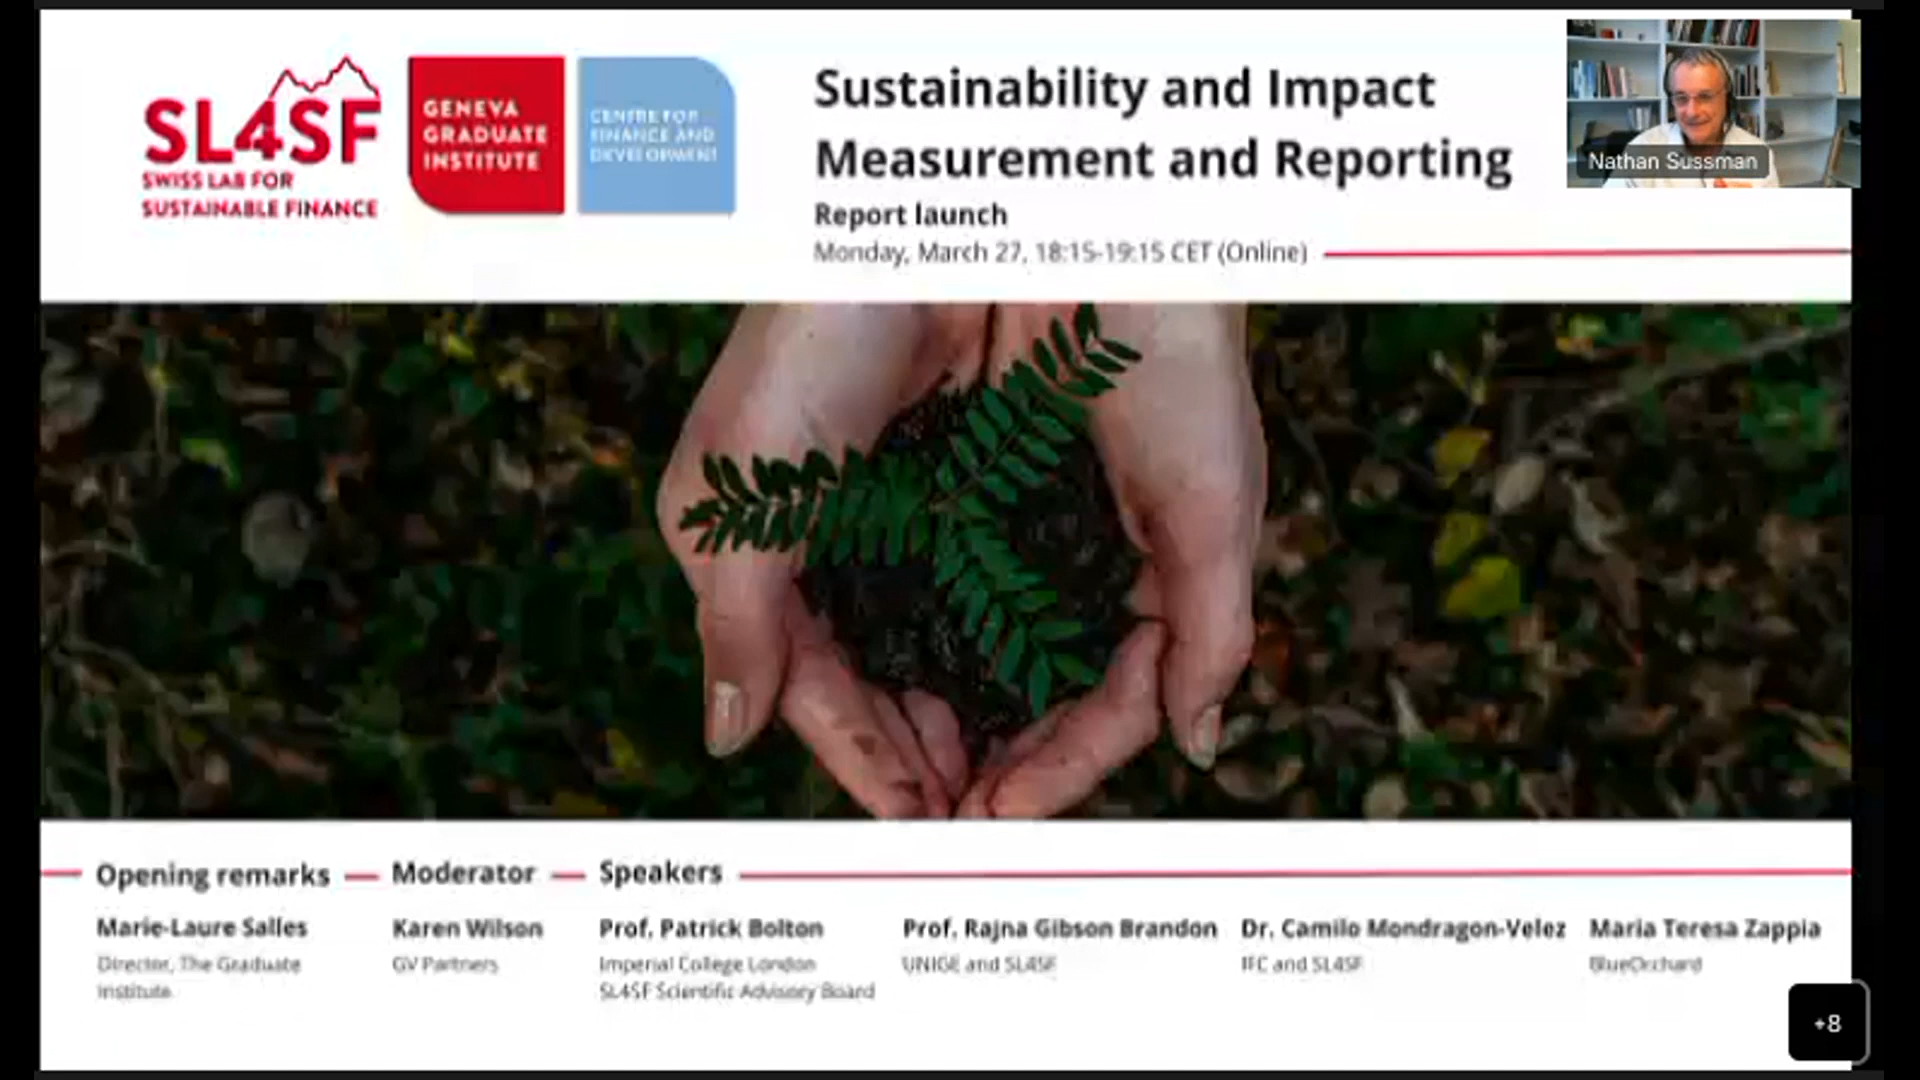 SL4SF
SWISS LAB FOR
SUSTAINABLE FINANCE
GENEVA
GRADUATE
INSTITUTE
CENTRE FOR
FINANCE AND
DEVELOPMENT
Sustainability and Impact
Measurement and Reporting
Report launch
Monday, March 27, 18:15-19:15 CET (Online)
Nathan Sussman
Opening remarks
Marie-Laure Salles
Director, The Graduate
Institute
Moderator
Karen Wilson
GV Partners
Speakers
Prof. Patrick Bolton
Imperial College London
SL4SF Scientific Advisory Board
Prof. Rajna Gibson Brandon
UNIGE and SL4SF
Dr. Camilo Mondragon-Velez
IFC and SL4SF
Maria Teresa Zappia
BlueOrchard
+8